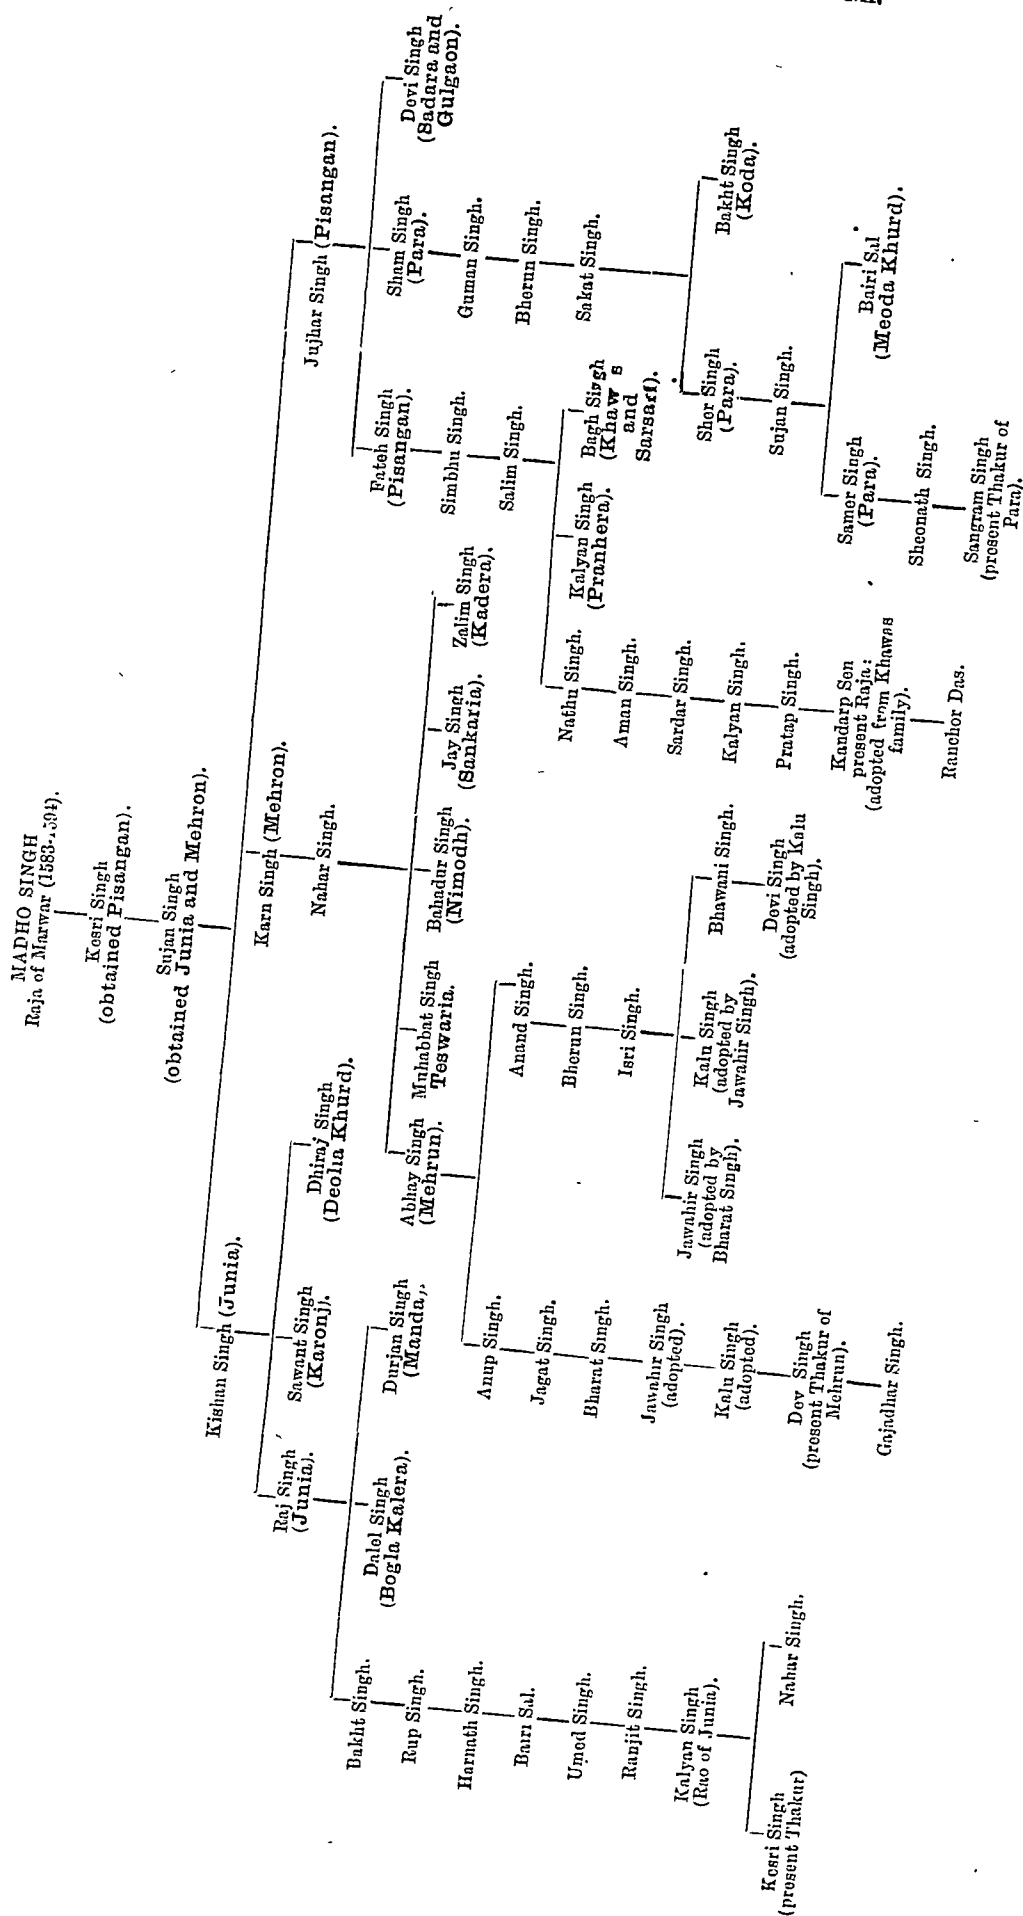 MADHO SINGH
Raja of Marwar (1583-1594).
Kesri Singh
(obtained Pisangan).
Sujan Singh
(obtained Junia and Mehron).
Kishan Singh (Junia).
Karn Singh (Mehron).
Jujhar Singh (Pisangan).
Raj Singh
(Junia).
Sawant Singh
(Karonj).
Dhiraj Singh
(Deolia Khurd).
Nahar Singh.
Fateh Singh
(Pisangan).
Sham Singh
(Para).
Devi Singh
(Sadara and
Gulgaon).
Bakht Singh.
Dalel Singh
(Bogla Kalera).
Durjan Singh
(Manda).
Abhay Singh
(Mehrun).
Muhabbat Singh
Teswaria.
Bahadur Singh
(Nimodh).
Jay Singh
(Sankaria).
Zalim Singh
(Kadera).
Simbhu Singh.
Salim Singh.
Guman Singh.
Bherun Singh.
Sakat Singh.
Rup Singh.
Harnath Singh.
Bairi Sal.
Umed Singh.
Ranjit Singh.
Kalyan Singh
(Rao of Junia).
Kesri Singh
(present Thakur)
Nahar Singh.
Anup Singh.
Jagat Singh.
Bharat Singh.
Jawahir Singh
(adopted).
Kalu Singh
(adopted).
Dev Singh
(present Thakur of
Mehrun).
Gajadhar Singh.
Anand Singh.
Bherun Singh.
Isri Singh.
Jawahir Singh
(adopted by
Bharat Singh).
Kalu Singh
(adopted by
Jawahir Singh).
Bhawani Singh.
Devi Singh
(adopted by Kalu
Singh).
Nathu Singh.
Kalyan Singh
(Pranhera).
Bagh Singh
(Khaw s
and
Sarsari).
Aman Singh.
Sardar Singh.
Kalyan Singh.
Pratap Singh.
Kandarp Sen
present Raja:
(adopted from Khawas
family).
Ranchor Das.
Sher Singh
(Para).
Bakht Singh
(Koda).
Sujan Singh.
Samer Singh
(Para).
Bairi Sal
(Meoda Khurd).
Sheonath Singh.
Sangram Singh
(present Thakur of
Para).